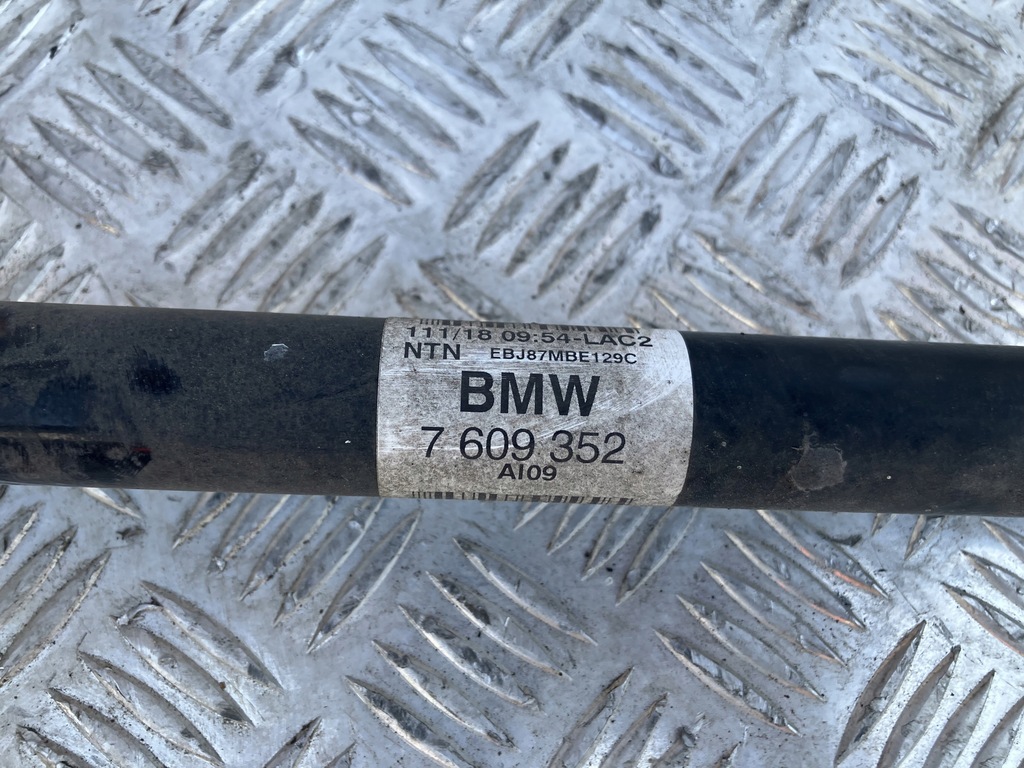 111/18 09:54-LAC2
NTN EBJ87MBE129C
BMW
7 609 352
AI09